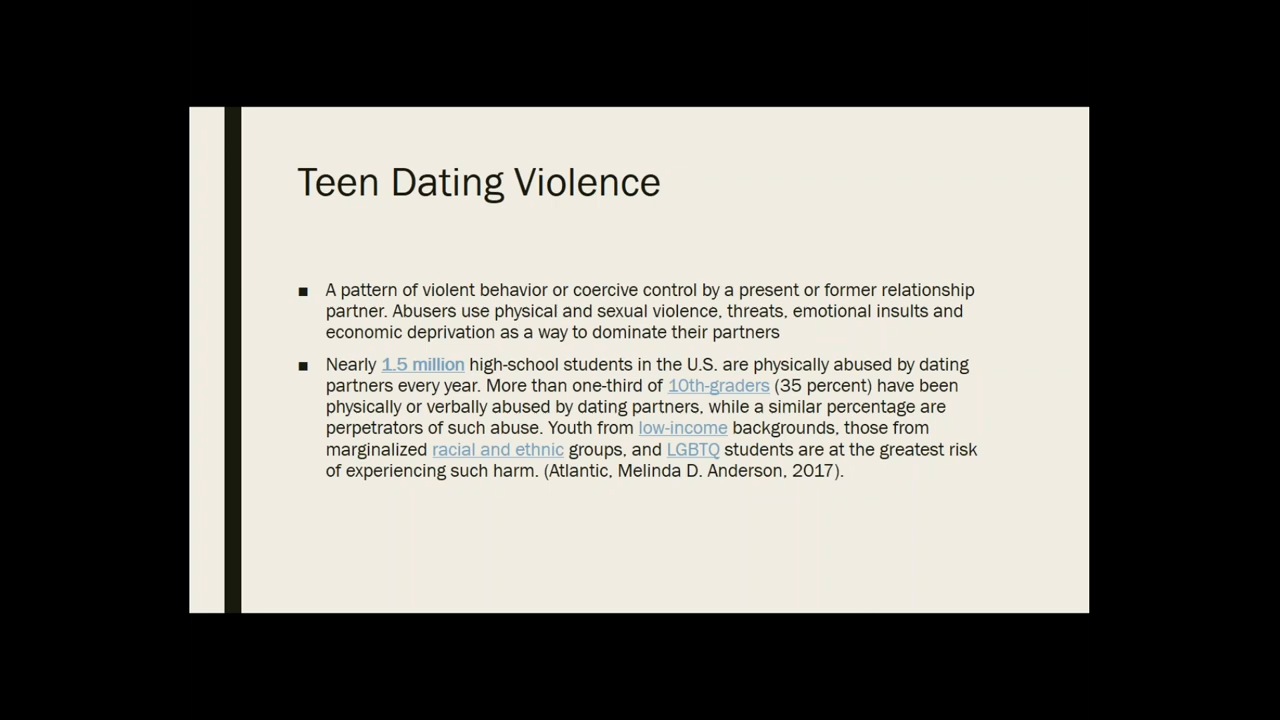 Teen Dating Violence
■ A pattern of violent behavior or coercive control by a present or former relationship
partner. Abusers use physical and sexual violence, threats, emotional insults and
economic deprivation as a way to dominate their partners
■ Nearly 1.5 million high-school students in the U.S. are physically abused by dating
partners every year. More than one-third of 10th-graders (35 percent) have been
physically or verbally abused by dating partners, while a similar percentage are
perpetrators of such abuse. Youth from low-income backgrounds, those from
marginalized racial and ethnic groups, and LGBTQ students are at the greatest risk
of experiencing such harm. (Atlantic, Melinda D. Anderson, 2017).